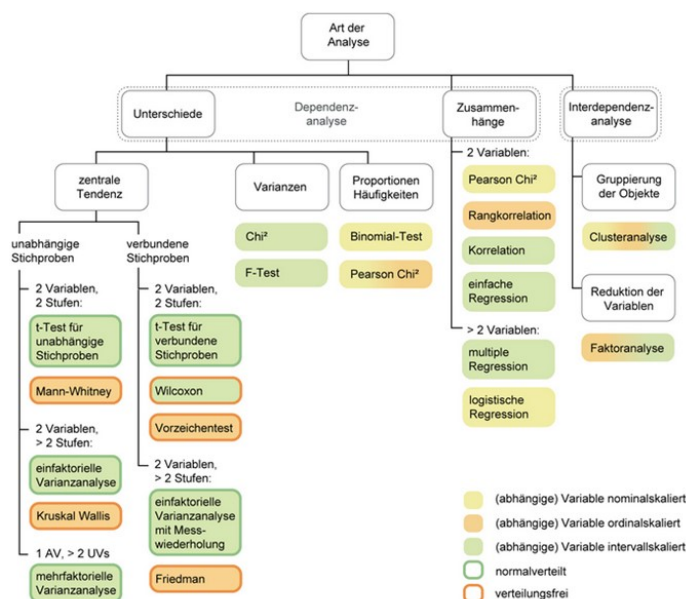 Art der
Analyse
Unterschiede
Dependenz-
analyse
Zusammen-
hänge
Interdependenz-
analyse
zentrale
Tendenz
Varianzen
Proportionen
Häufigkeiten
2 Variablen:
Pearson Chi²
Rangkorrelation
Korrelation
einfache
Regression
> 2 Variablen:
multiple
Regression
logistische
Regression
Gruppierung
der Objekte
Clusteranalyse
Reduktion der
Variablen
Faktoranalyse
Chi²
F-Test
Binomial-Test
Pearson Chi²
unabhängige
Stichproben
2 Variablen,
2 Stufen:
t-Test für
unabhängige
Stichproben
Mann-Whitney
2 Variablen,
> 2 Stufen:
einfaktorielle
Varianzanalyse
Kruskal Wallis
1 AV, > 2 UVs
mehrfaktorielle
Varianzanalyse
verbundene
Stichproben
2 Variablen,
2 Stufen:
t-Test für
verbundene
Stichproben
Wilcoxon
Vorzeichentest
2 Variablen,
> 2 Stufen:
einfaktorielle
Varianzanalyse
mit Mess-
wiederholung
Friedman
(abhängige) Variable nominalskaliert
(abhängige) Variable ordinalskaliert
(abhängige) Variable intervallskaliert
normalverteilt
verteilungsfrei